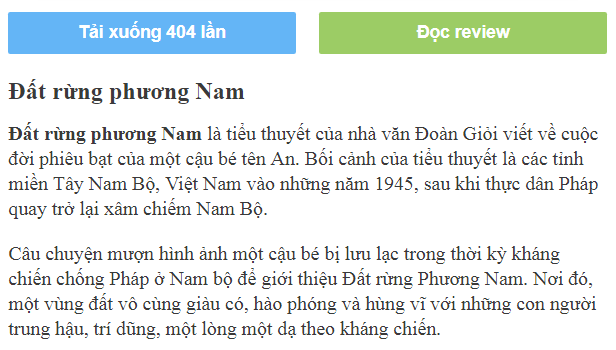 Tải xuống 404 lần
Đọc review
Đất rừng phương Nam
Đất rừng phương Nam là tiểu thuyết của nhà văn Đoàn Giỏi viết về cuộc
đời phiêu bạt của một cậu bé tên An. Bối cảnh của tiểu thuyết là các tỉnh
miền Tây Nam Bộ, Việt Nam vào những năm 1945, sau khi thực dân Pháp
quay trở lại xâm chiếm Nam Bộ.
Câu chuyện mượn hình ảnh một cậu bé bị lưu lạc trong thời kỳ kháng
chiến chống Pháp ở Nam bộ để giới thiệu Đất rừng Phương Nam. Nơi đó,
một vùng đất vô cùng giàu có, hào phóng và hùng vĩ với những con người
trung hậu, trí dũng, một lòng một dạ theo kháng chiến.